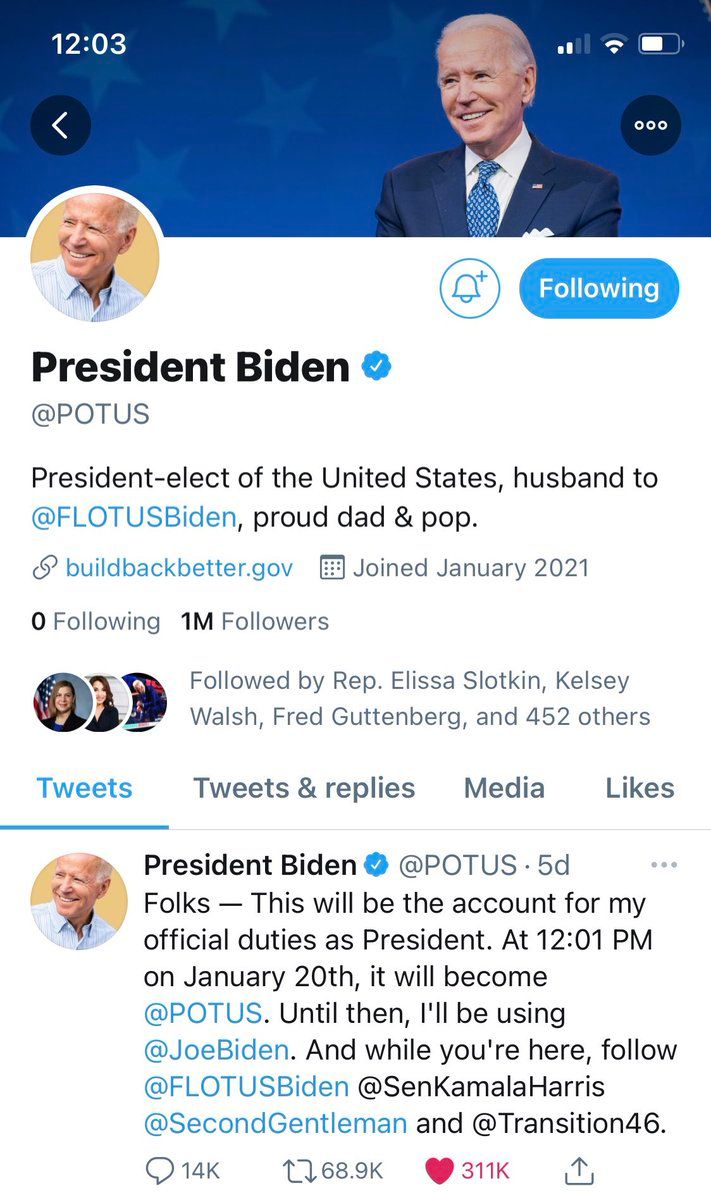 12:03
Following
President Biden
@POTUS
President-elect of the United States, husband to
@FLOTUSBiden, proud dad & pop.
buildbackbetter.gov Joined January 2021
0 Following 1M Followers
Followed by Rep. Elissa Slotkin, Kelsey
Walsh, Fred Guttenberg, and 452 others
Tweets Tweets & replies Media Likes
President Biden @POTUS · 5d
Folks — This will be the account for my
official duties as President. At 12:01 PM
on January 20th, it will become
@POTUS. Until then, I'll be using
@JoeBiden. And while you're here, follow
@FLOTUSBiden @SenKamalaHarris
@SecondGentleman and @Transition46.
14K 68.9K 311K